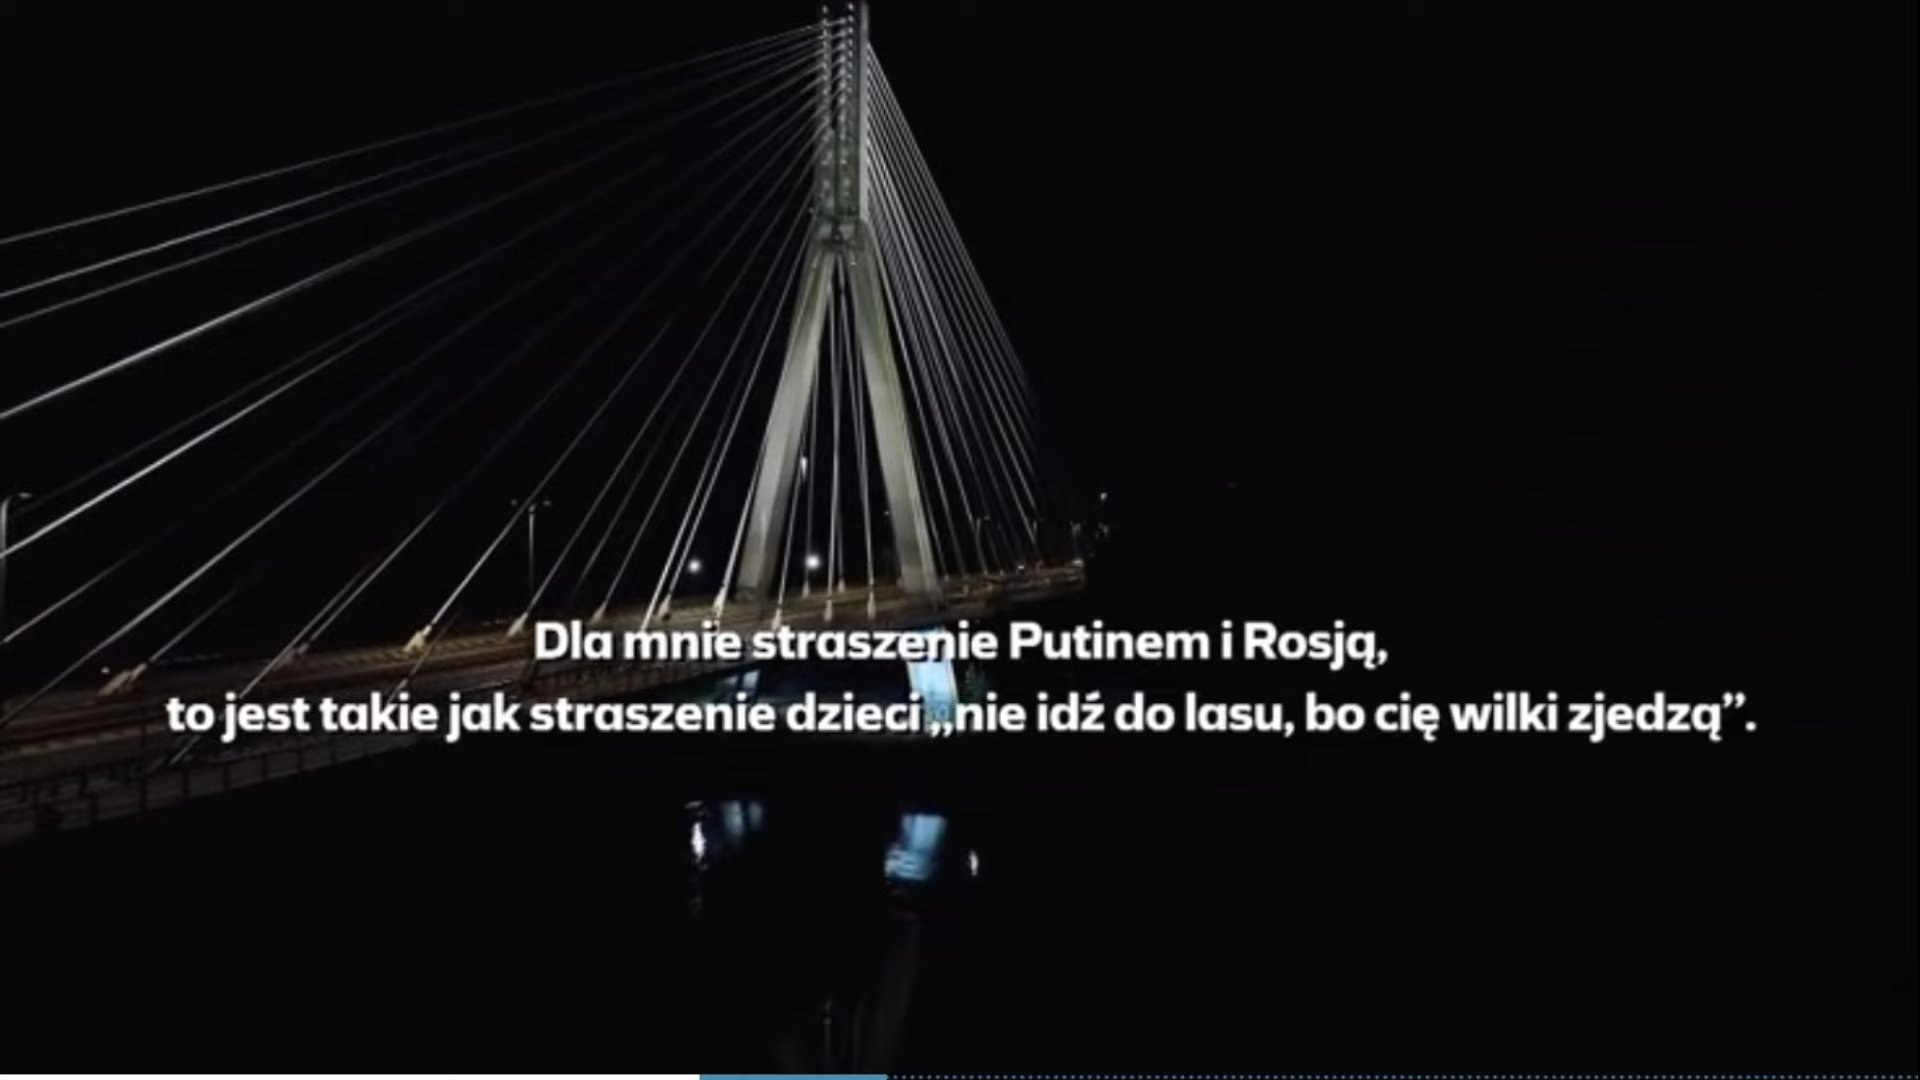 Dla mnie straszenie Putinem i Rosją,
to jest takie jak straszenie dzieci „nie idź do lasu, bo cię wilki zjedzą”.